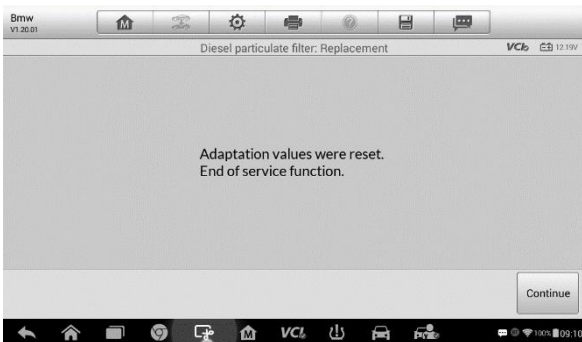 Bmw
V1.20.01
M
Diesel particulate filter: Replacement
VCI
12.19V
Adaptation values were reset.
End of service function.
Continue
M
VCI
100%
09:10